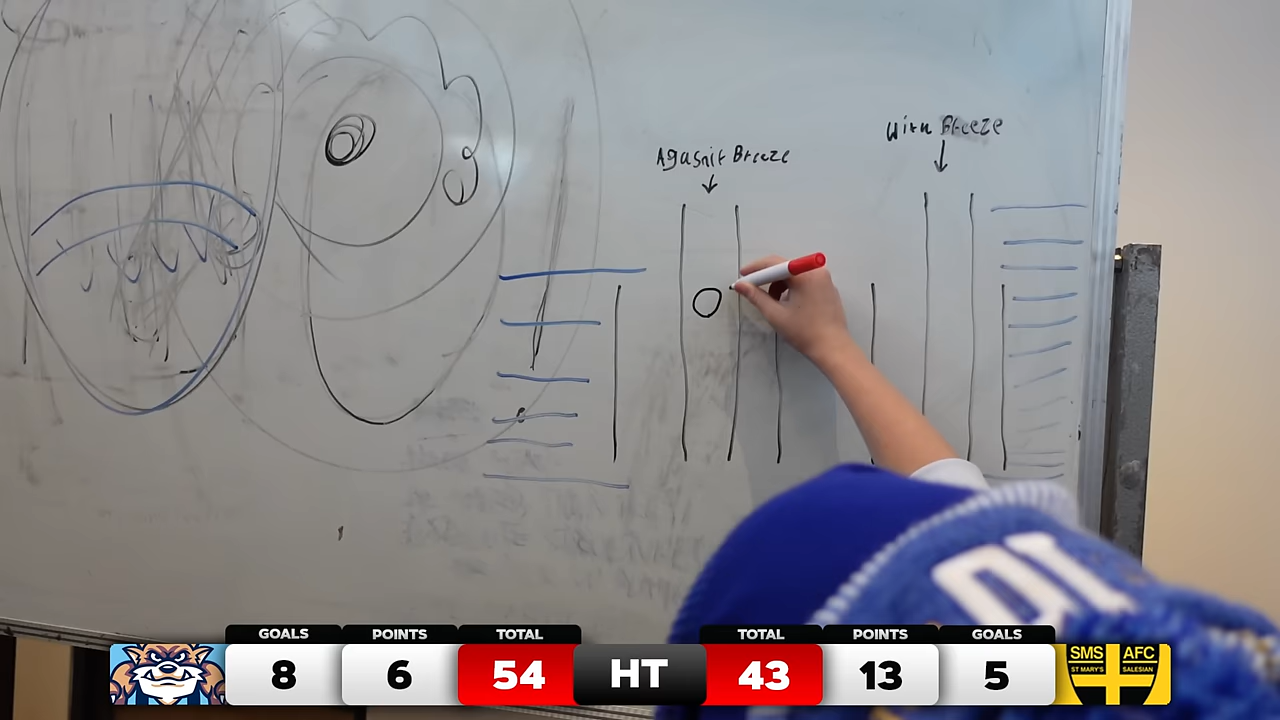 With Breeze
Agasnit Breeze
GOALS POINTS TOTAL TOTAL POINTS GOALS
8 6 54 HT 43 13 5
SMS AFC
ST MARY'S SALESIAN